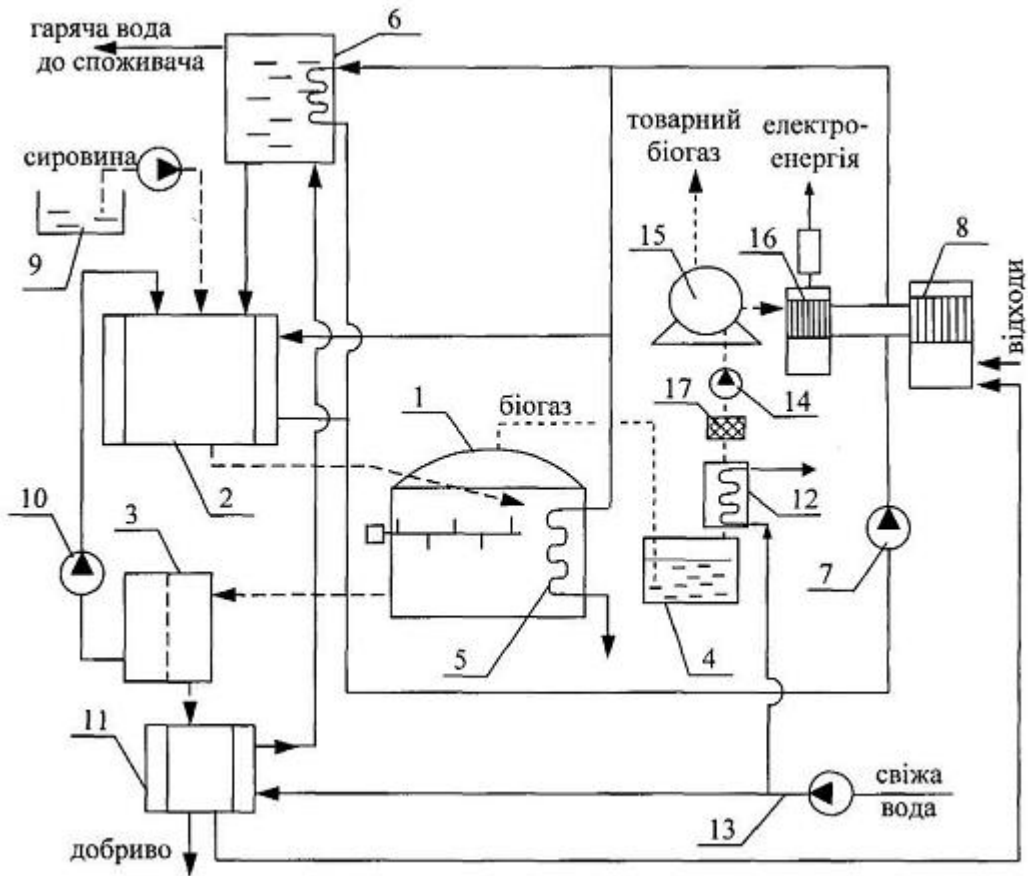 гаряча вода
до споживача
6
сировина
9
товарний
біогаз
електро-
енергія
15
16
8
відходи
1
біогаз
14
17
2
12
10
3
7
5
4
11
свіжа
вода
13
добриво